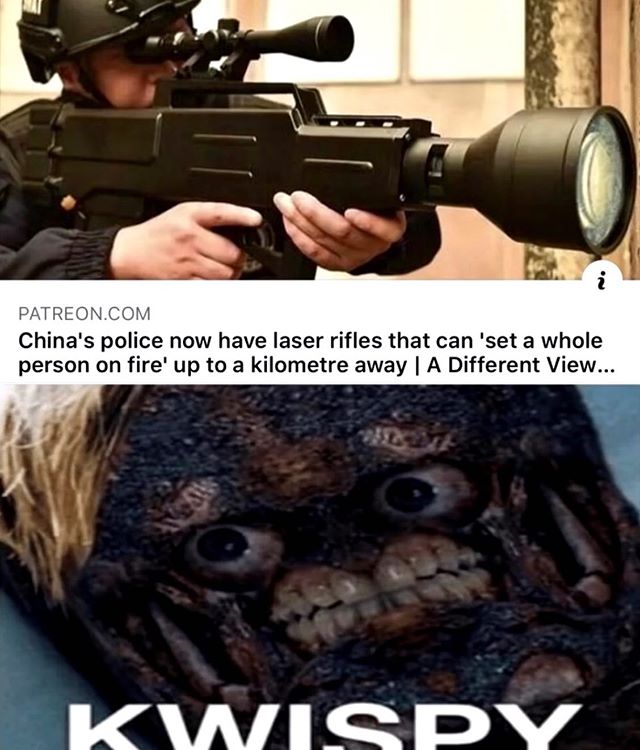 PATREON.COM
China's police now have laser rifles that can 'set a whole
person on fire' up to a kilometre away | A Different View...
KWISPY